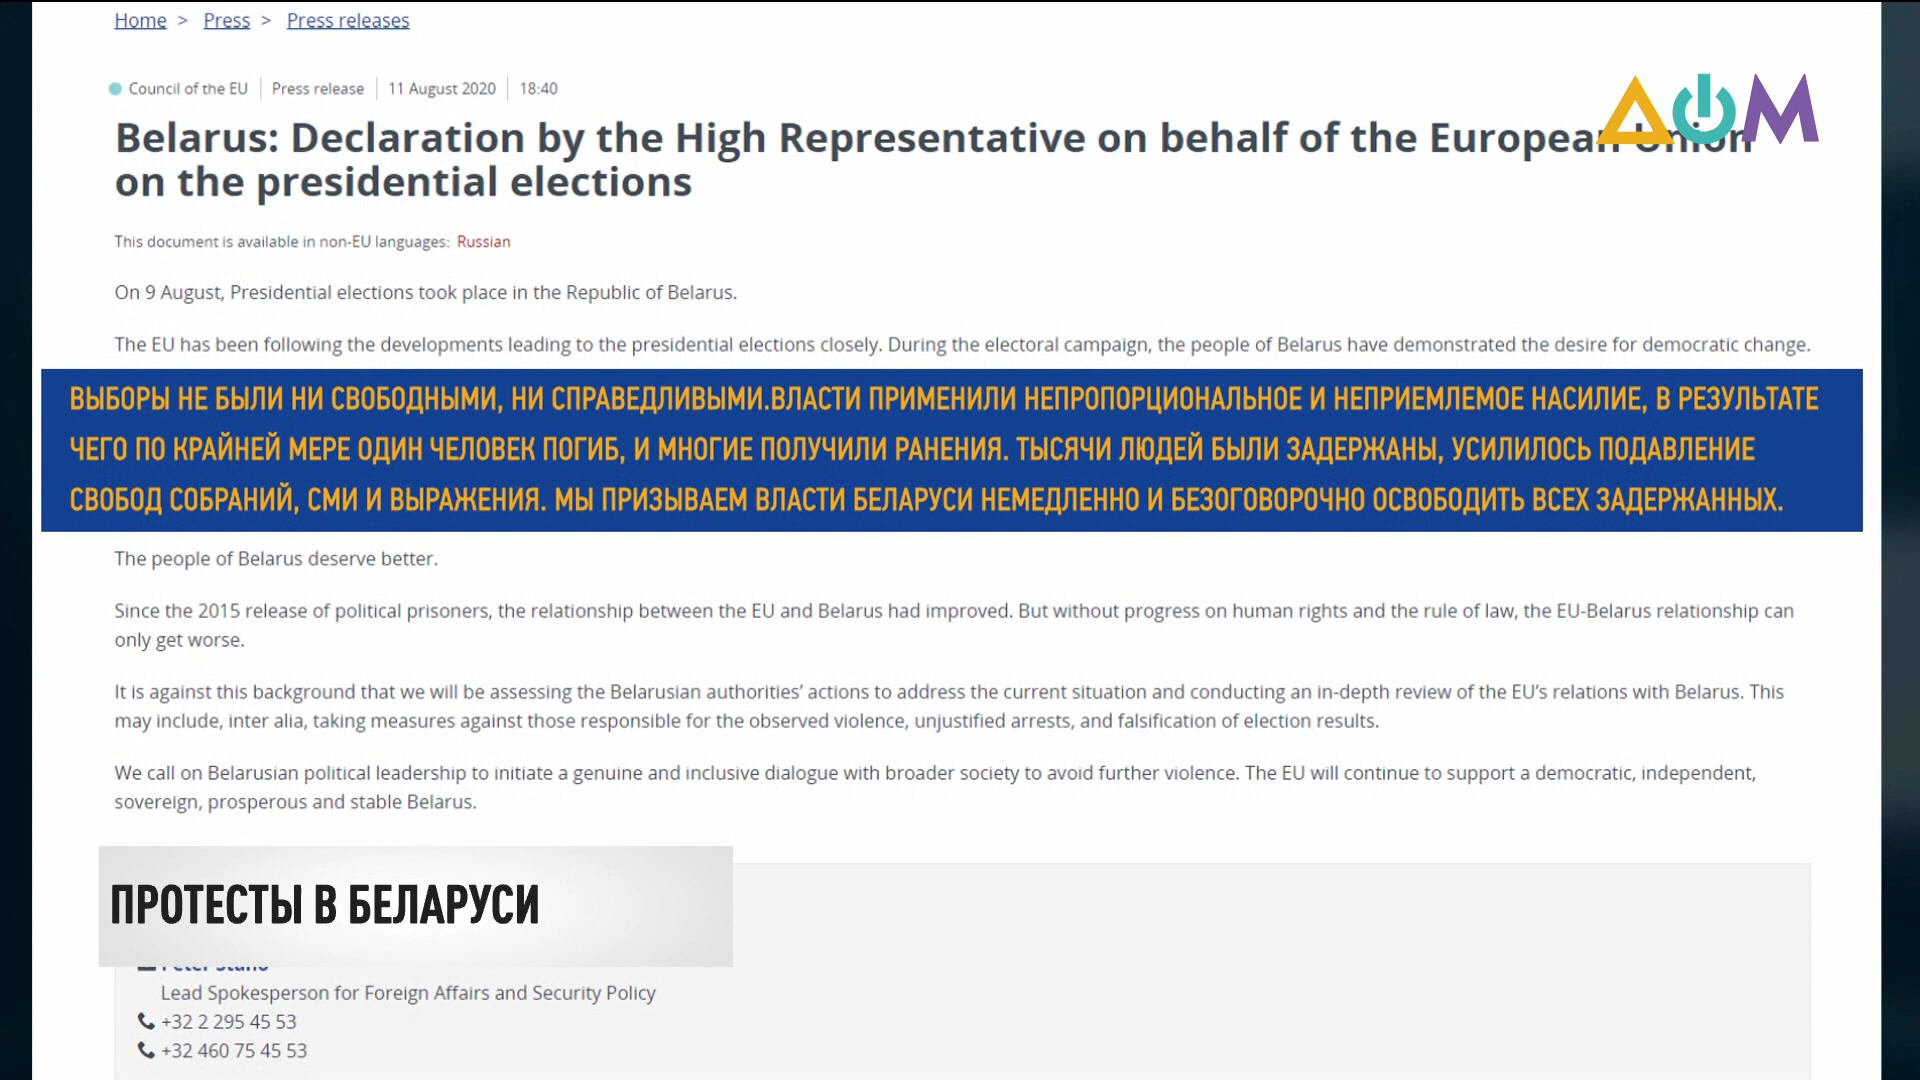 Home > Press > Press releases
Council of the EU | Press release | 11 August 2020 | 18:40
ДОМ
Belarus: Declaration by the High Representative on behalf of the European Union
on the presidential elections
This document is available in non-EU languages: Russian
On 9 August, Presidential elections took place in the Republic of Belarus.
The EU has been following the developments leading to the presidential elections closely. During the electoral campaign, the people of Belarus have demonstrated the desire for democratic change.
ВЫБОРЫ НЕ БЫЛИ НИ СВОБОДНЫМИ, НИ СПРАВЕДЛИВЫМИ.ВЛАСТИ ПРИМЕНИЛИ НЕПРОПОРЦИОНАЛЬНОЕ И НЕПРИЕМЛЕМОЕ НАСИЛИЕ, В РЕЗУЛЬТАТЕ
ЧЕГО ПО КРАЙНЕЙ МЕРЕ ОДИН ЧЕЛОВЕК ПОГИБ, И МНОГИЕ ПОЛУЧИЛИ РАНЕНИЯ. ТЫСЯЧИ ЛЮДЕЙ БЫЛИ ЗАДЕРЖАНЫ, УСИЛИЛОСЬ ПОДАВЛЕНИЕ
СВОБОД СОБРАНИЙ, СМИ И ВЫРАЖЕНИЯ. МЫ ПРИЗЫВАЕМ ВЛАСТИ БЕЛАРУСИ НЕМЕДЛЕННО И БЕЗОГОВОРОЧНО ОСВОБОДИТЬ ВСЕХ ЗАДЕРЖАННЫХ.
The people of Belarus deserve better.
Since the 2015 release of political prisoners, the relationship between the EU and Belarus had improved. But without progress on human rights and the rule of law, the EU-Belarus relationship can
only get worse.
It is against this background that we will be assessing the Belarusian authorities’ actions to address the current situation and conducting an in-depth review of the EU’s relations with Belarus. This
may include, inter alia, taking measures against those responsible for the observed violence, unjustified arrests, and falsification of election results.
We call on Belarusian political leadership to initiate a genuine and inclusive dialogue with broader society to avoid further violence. The EU will continue to support a democratic, independent,
sovereign, prosperous and stable Belarus.
ПРОТЕСТЫ В БЕЛАРУСИ
Peter Stano
Lead Spokesperson for Foreign Affairs and Security Policy
+32 2 295 45 53
+32 460 75 45 53